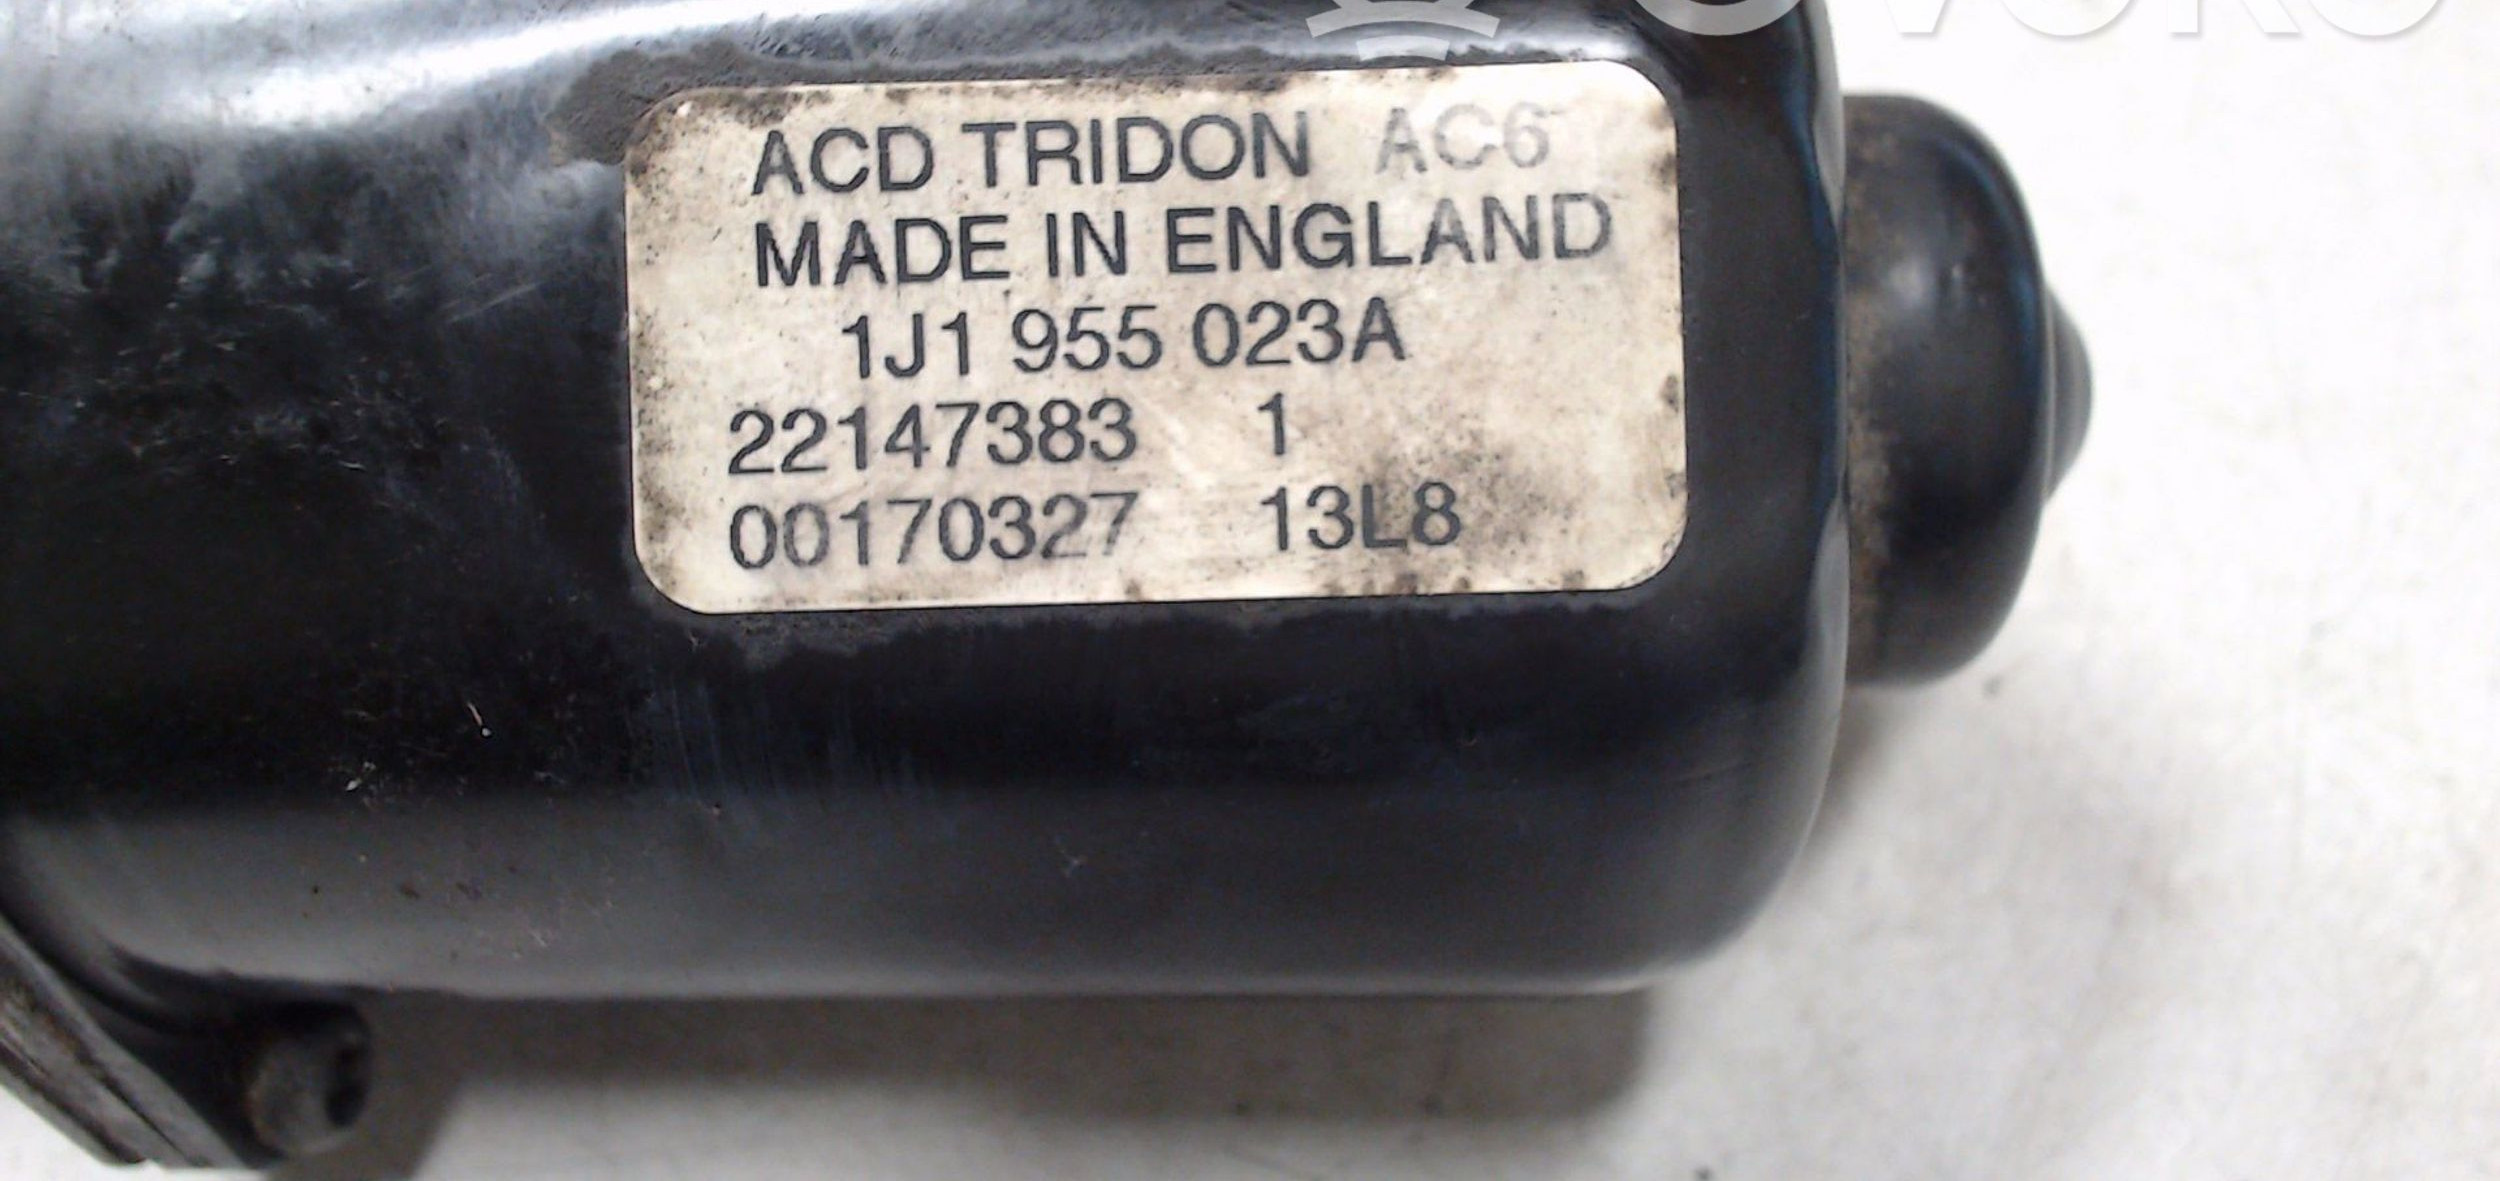 ACD TRIDON AC6
MADE IN ENGLAND
1J1 955 023A
22147383 1
00170327 13L8